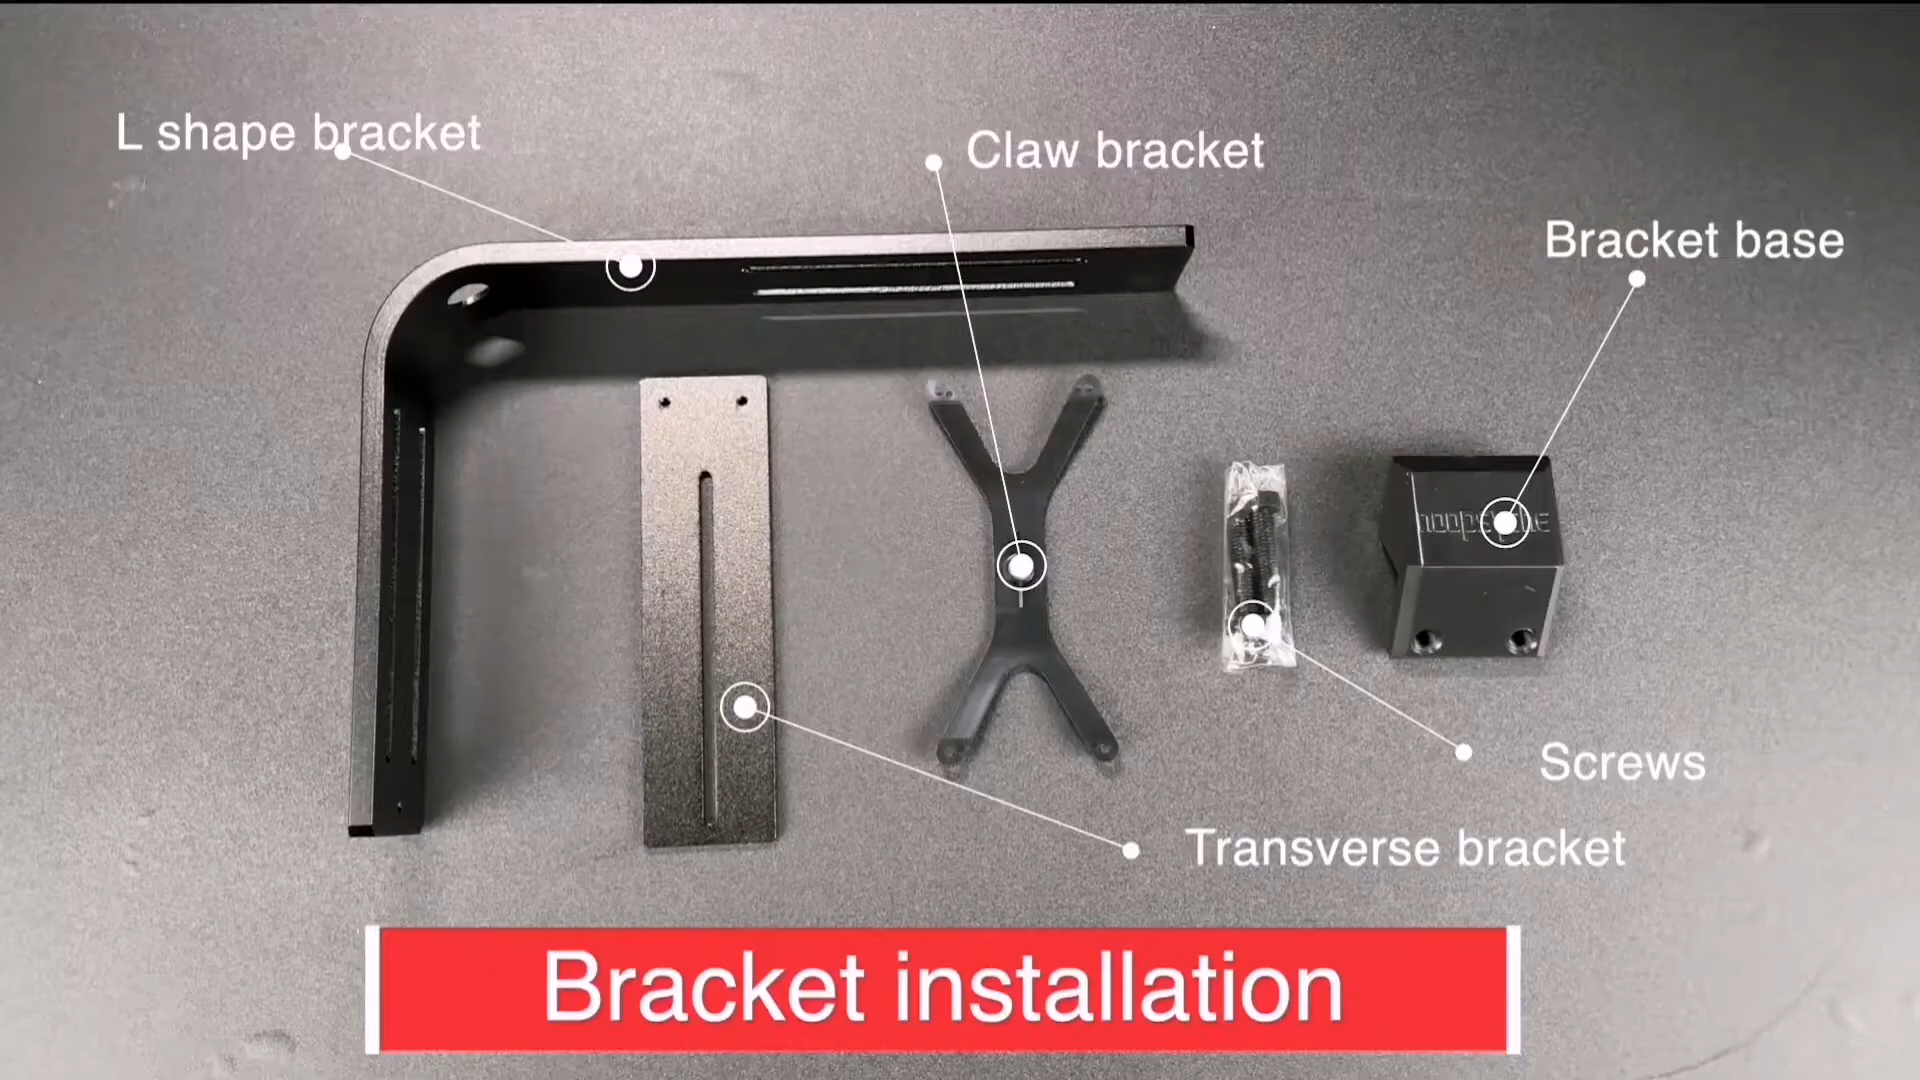 L shape bracket
Claw bracket
Bracket base
Screws
Transverse bracket
Bracket installation